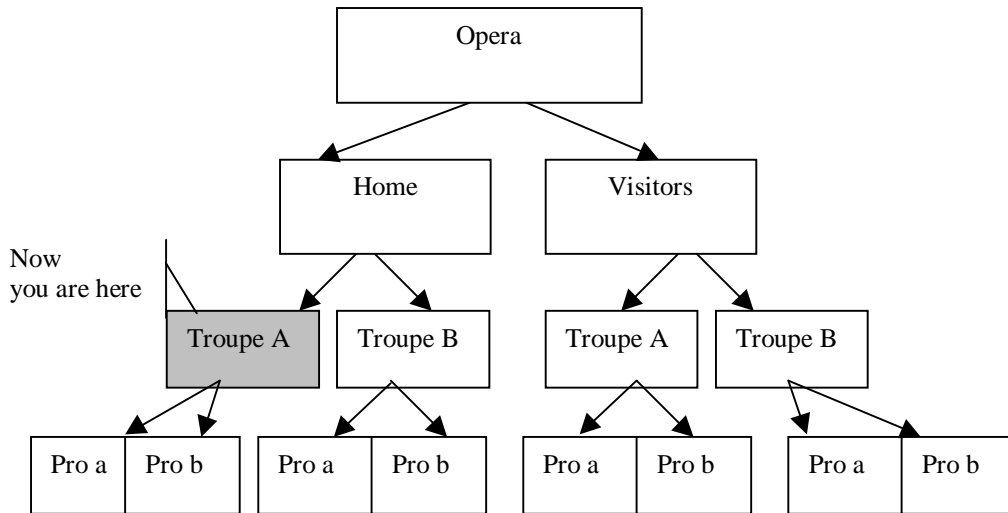 Opera
Home
Visitors
Now
you are here
Troupe A
Troupe B
Troupe A
Troupe B
Pro a
Pro b
Pro a
Pro b
Pro a
Pro b
Pro a
Pro b